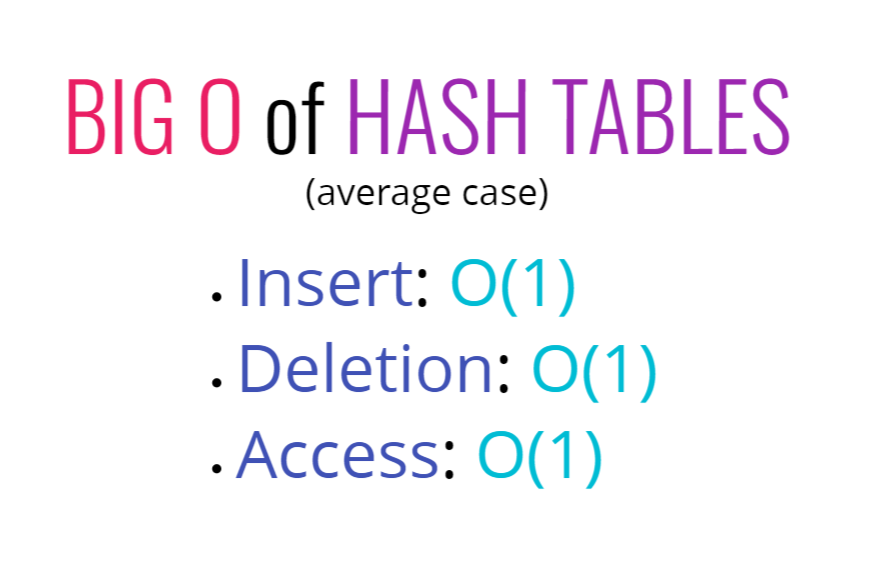 BIG O of HASH TABLES
(average case)
• Insert: O(1)
• Deletion: O(1)
• Access: O(1)